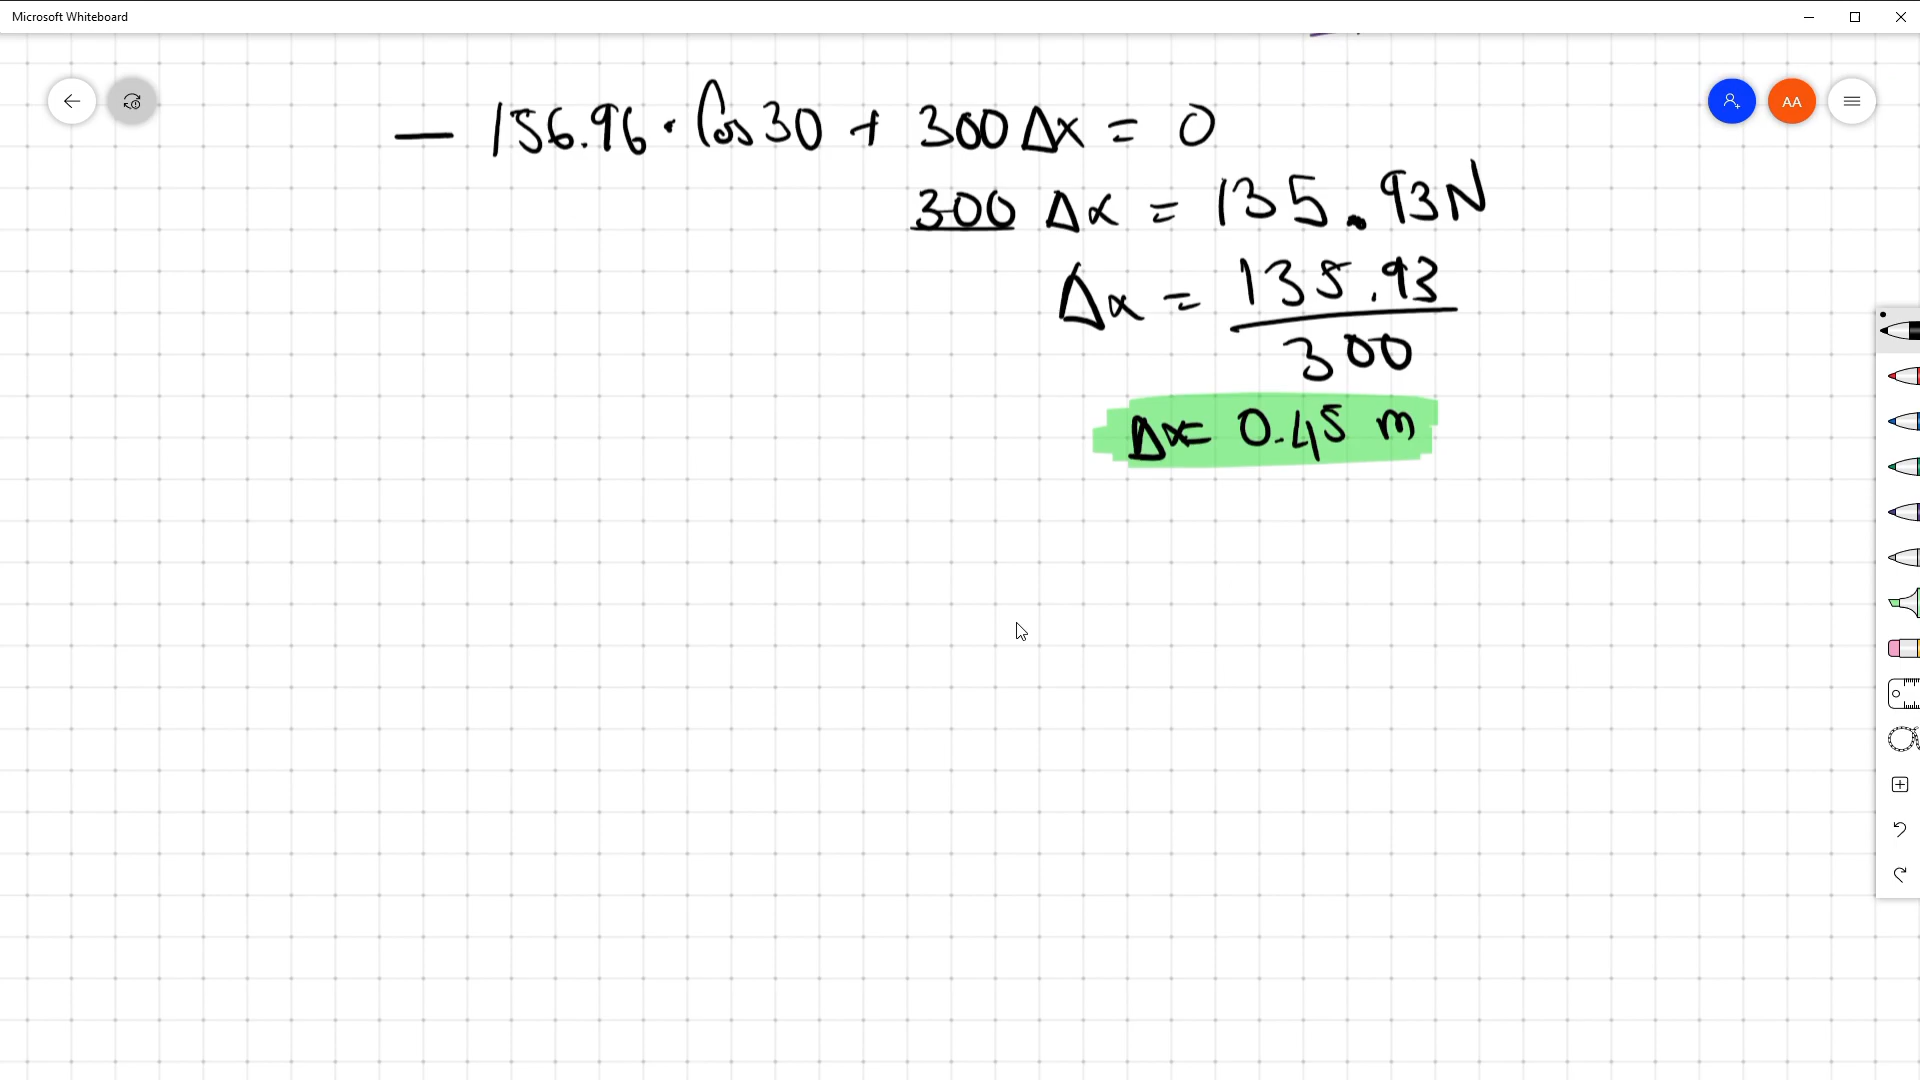 Microsoft Whiteboard
AA
— 156.96 · Cos 30 + 300 Δx = 0
300 Δx = 135.93N
Δx = 135.93
300
Δx= 0.45 m